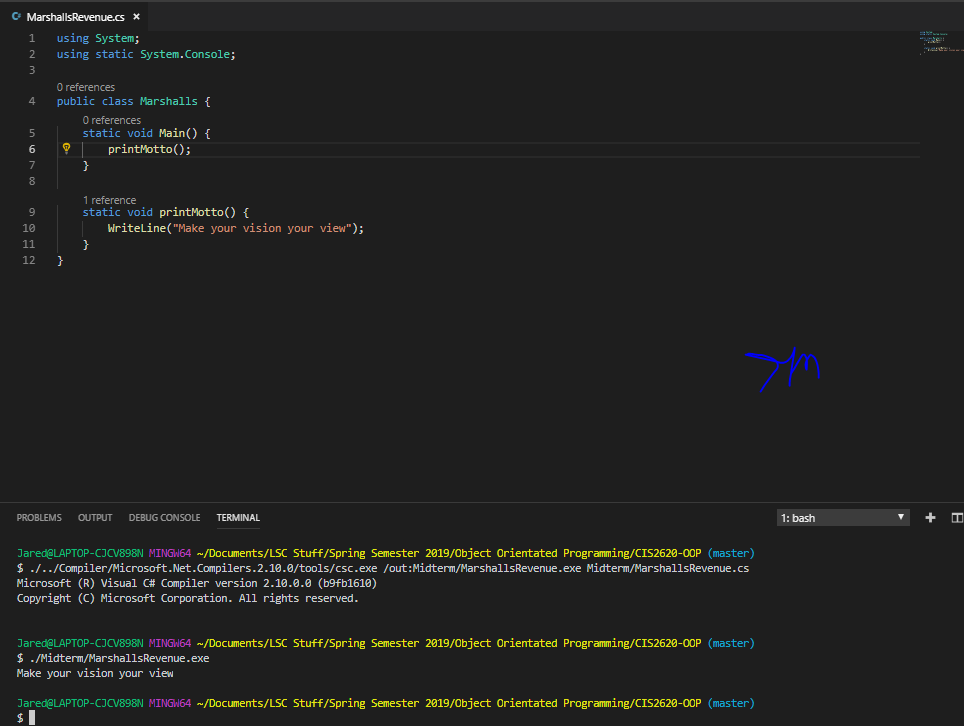 MarshallsRevenue.cs
1 using System;
2 using static System.Console;
3
0 references
4 public class Marshalls {
0 references
5 static void Main() {
6 printMotto();
7 }
8
1 reference
9 static void printMotto() {
10 WriteLine("Make your vision your view");
11 }
12 }
PROBLEMS OUTPUT DEBUG CONSOLE TERMINAL 1: bash
Jared@LAPTOP-CJCV898N MINGW64 ~/Documents/LSC Stuff/Spring Semester 2019/Object Orientated Programming/CIS2620-OOP (master)
$ ./../Compiler/Microsoft.Net.Compilers.2.10.0/tools/csc.exe /out:Midterm/MarshallsRevenue.exe Midterm/MarshallsRevenue.cs
Microsoft (R) Visual C# Compiler version 2.10.0.0 (b9fb1610)
Copyright (C) Microsoft Corporation. All rights reserved.
Jared@LAPTOP-CJCV898N MINGW64 ~/Documents/LSC Stuff/Spring Semester 2019/Object Orientated Programming/CIS2620-OOP (master)
$ ./Midterm/MarshallsRevenue.exe
Make your vision your view
Jared@LAPTOP-CJCV898N MINGW64 ~/Documents/LSC Stuff/Spring Semester 2019/Object Orientated Programming/CIS2620-OOP (master)
$